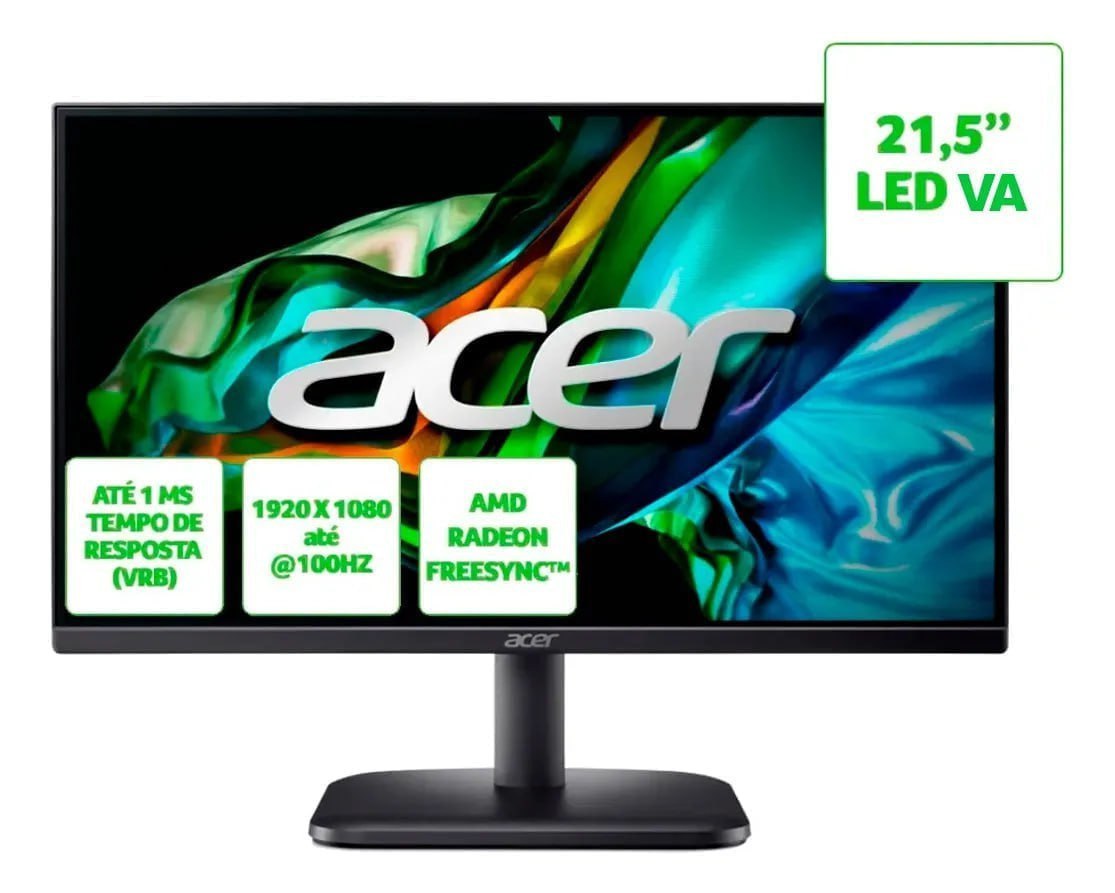 21,5”
LED VA
acer
ATÉ 1 MS
TEMPO DE
RESPOSTA
(VRB)
1920 X 1080
até
@100HZ
AMD
RADEON
FREESYNC™
acer